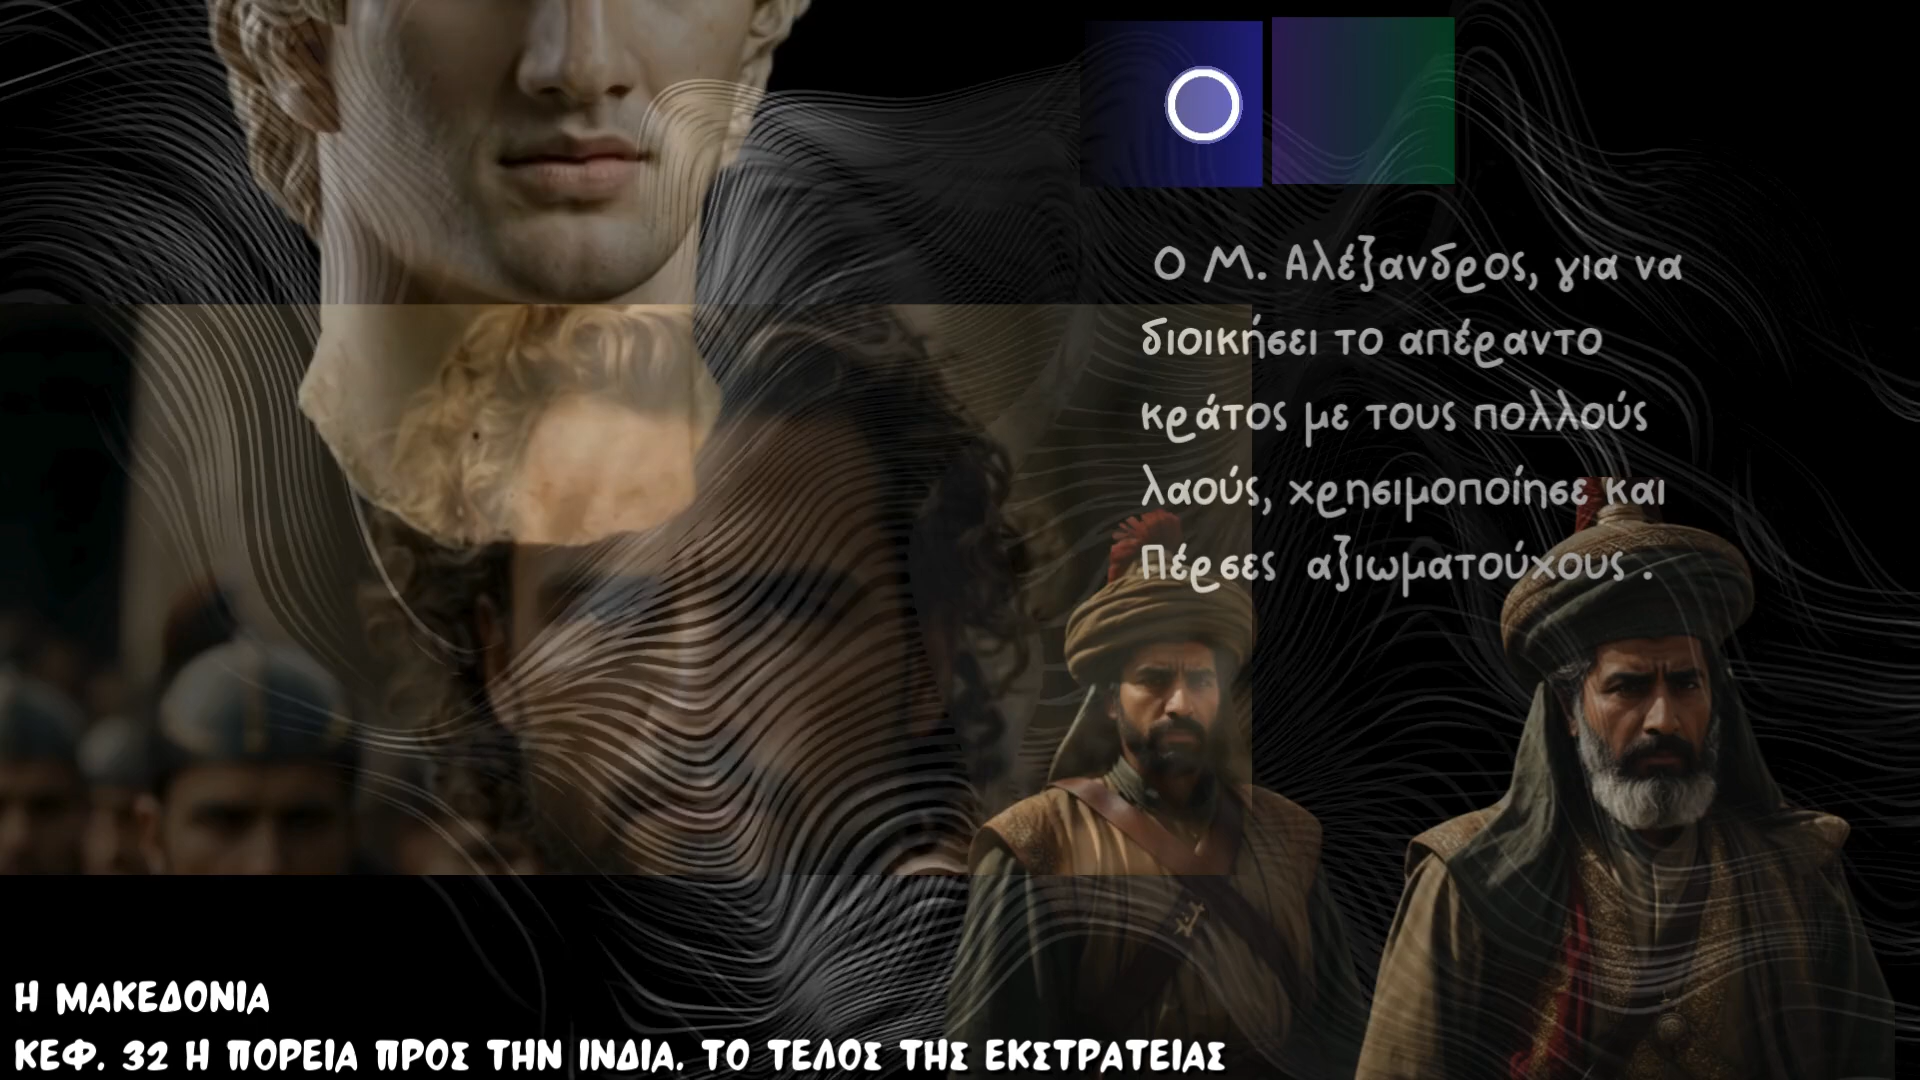 Ο Μ. Αλέξανδρος, για να
διοικήσει το απέραντο
κράτος με τους πολλούς
λαούς, χρησιμοποίησε και
Πέρσες αξιωματούχους .
Η ΜΑΚΕΔΟΝΙΑ
ΚΕΦ. 32 Η ΠΟΡΕΙΑ ΠΡΟΣ ΤΗΝ ΙΝΔΙΑ. ΤΟ ΤΕΛΟΣ ΤΗΣ ΕΚΣΤΡΑΤΕΙΑΣ